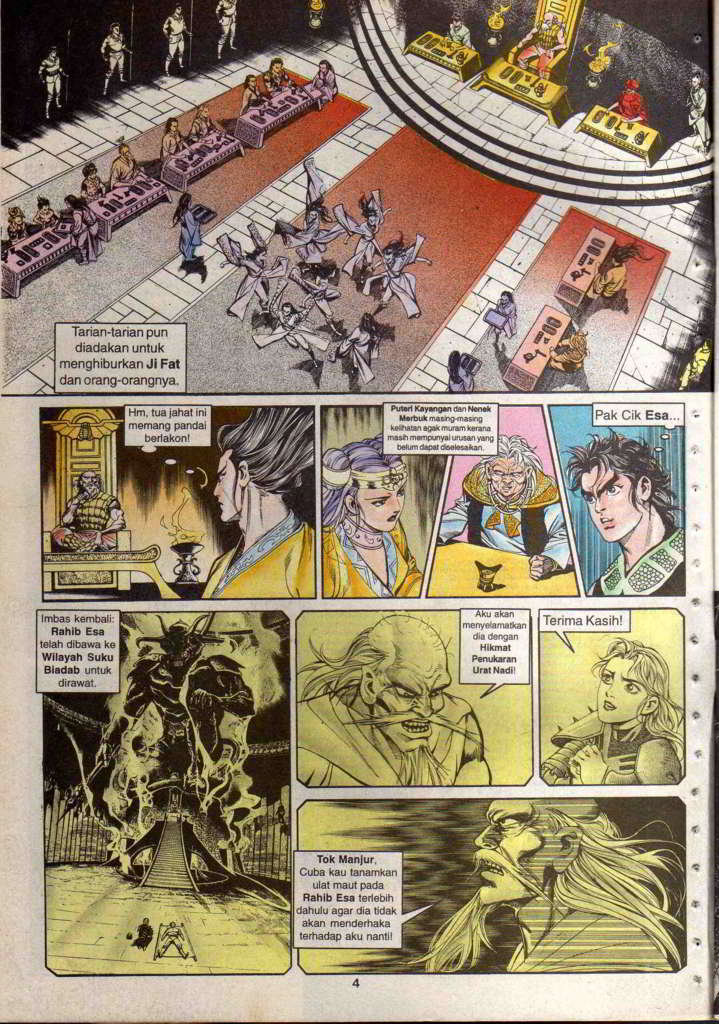 Tarian-tarian pun
diadakan untuk
menghiburkan Ji Fat
dan orang-orangnya.
Hm, tua jahat ini
memang pandai
berlakon!
Puteri Kayangan dan Nenek
Merbuk masing-masing
kelihatan agak muram kerana
masih mempunyai urusan yang
belum dapat diselesaikan.
Pak Cik Esa...
Imbas kembali:
Rahib Esa
telah dibawa ke
Wilayah Suku
Biadab untuk
dirawat.
Aku akan
menyelamatkan
dia dengan
Hikmat
Penukaran
Urat Nadi!
Terima Kasih!
Tok Manjur,
Cuba kau tanamkan
ulat maut pada
Rahib Esa terlebih
dahulu agar dia tidak
akan menderhaka
terhadap aku nanti!
4